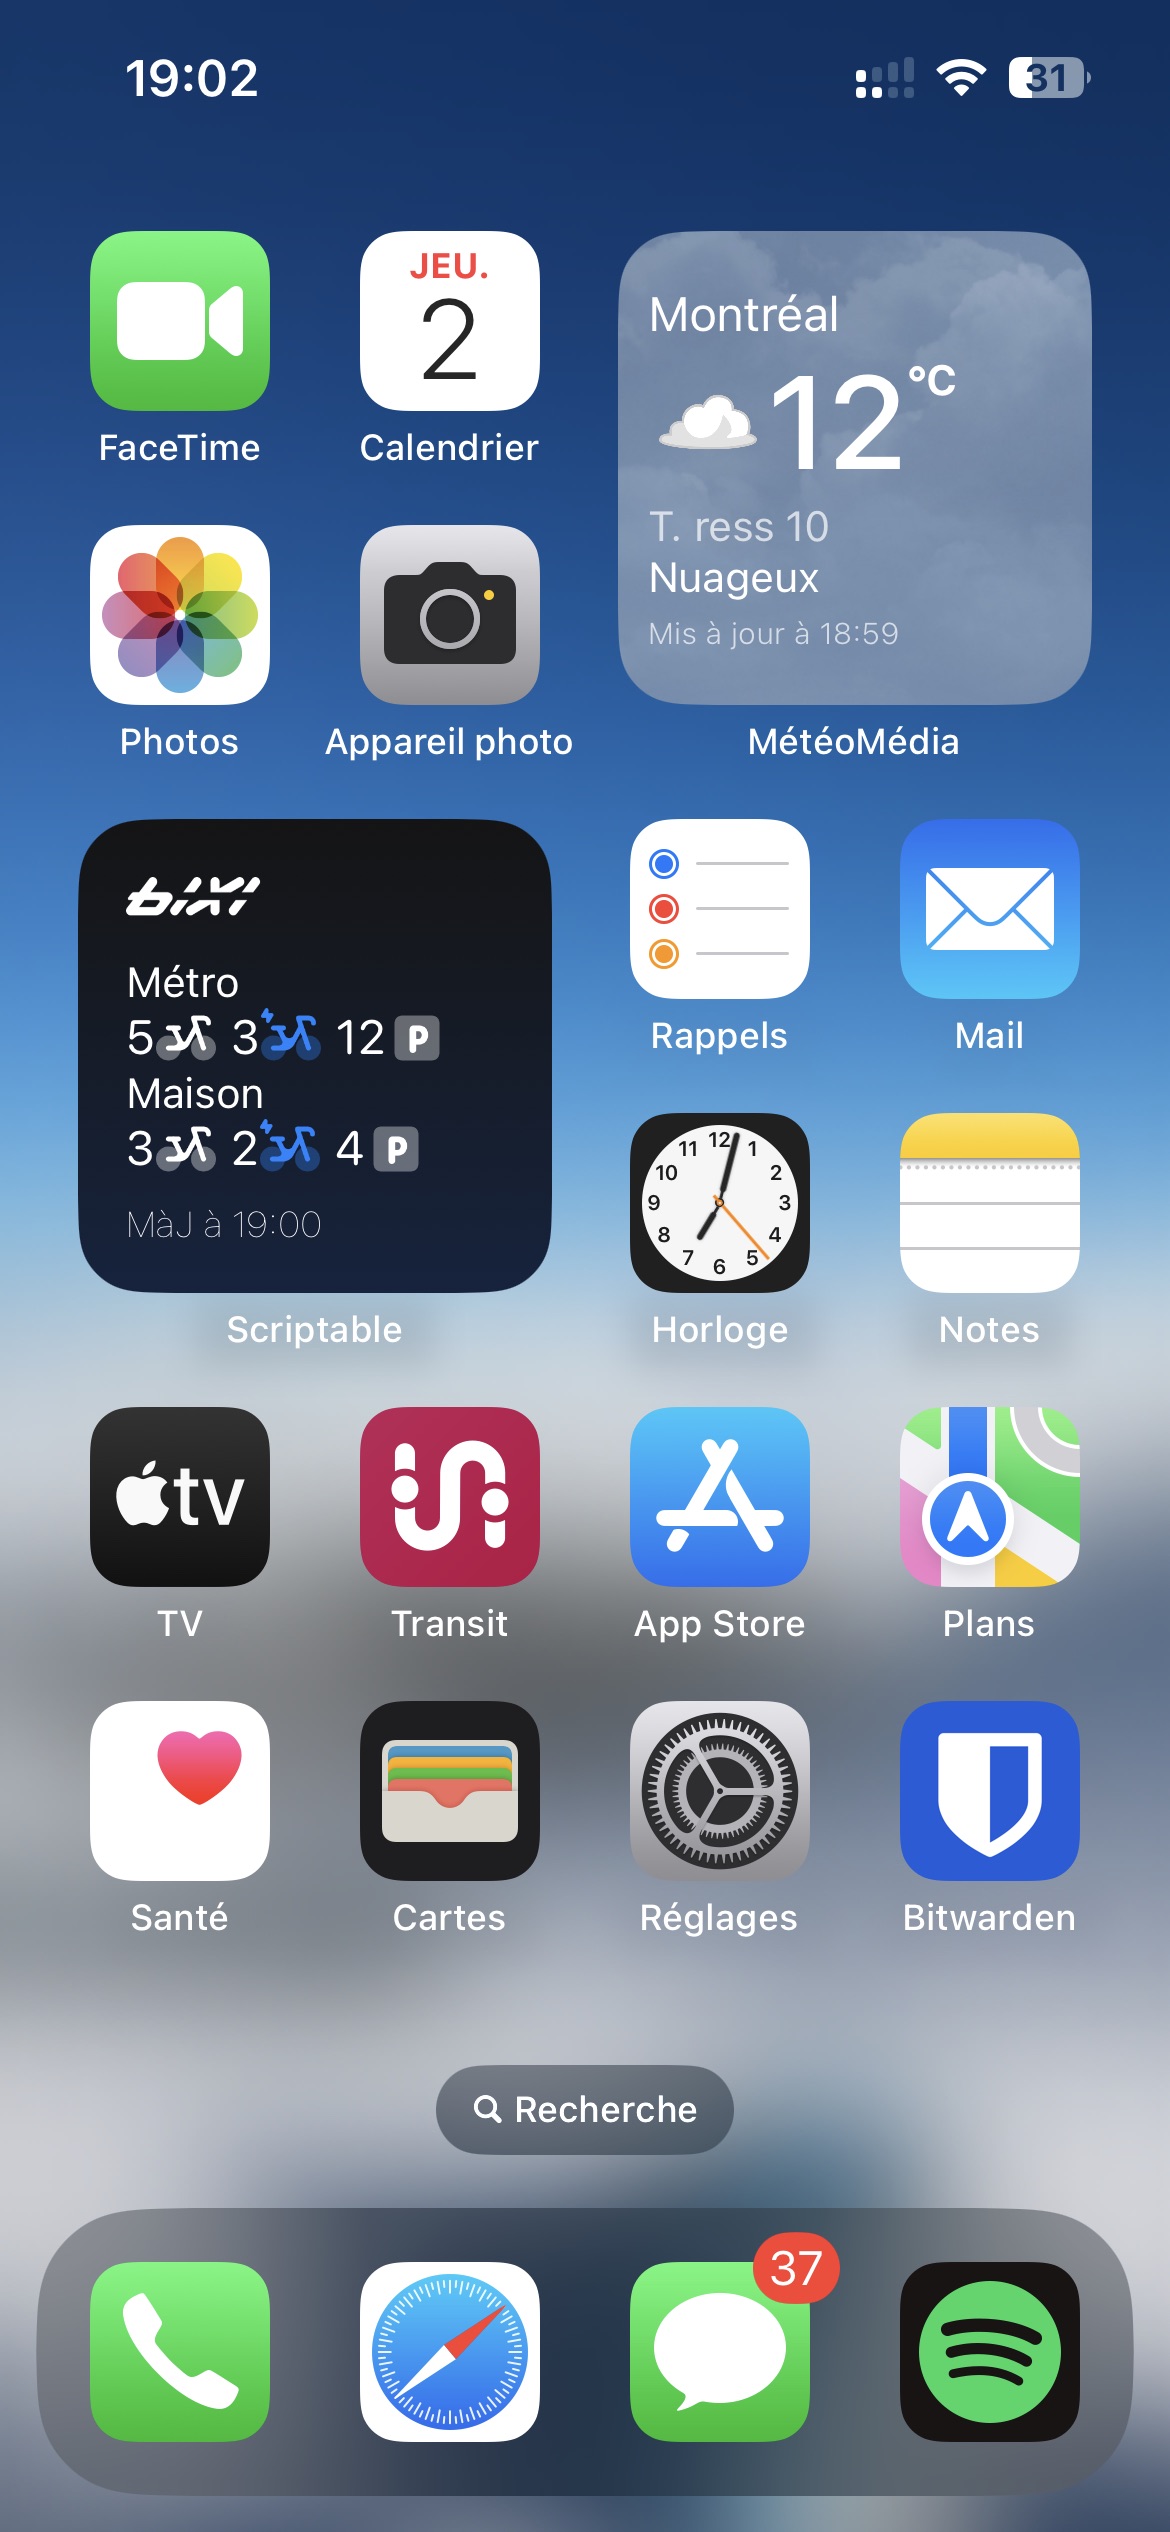 19:02
31
JEU.
2
FaceTime
Calendrier
Montréal
12°C
T. ress 10
Nuageux
Mis à jour à 18:59
Photos
Appareil photo
MétéoMédia
bixi
Métro
5 3 12 P
Maison
3 2 4 P
MàJ à 19:00
Scriptable
Rappels
Mail
12 1 2 3 4 5 6 7 8 9 10 11
Horloge
Notes
tv
TV
Transit
App Store
Plans
Santé
Cartes
Réglages
Bitwarden
Recherche
37